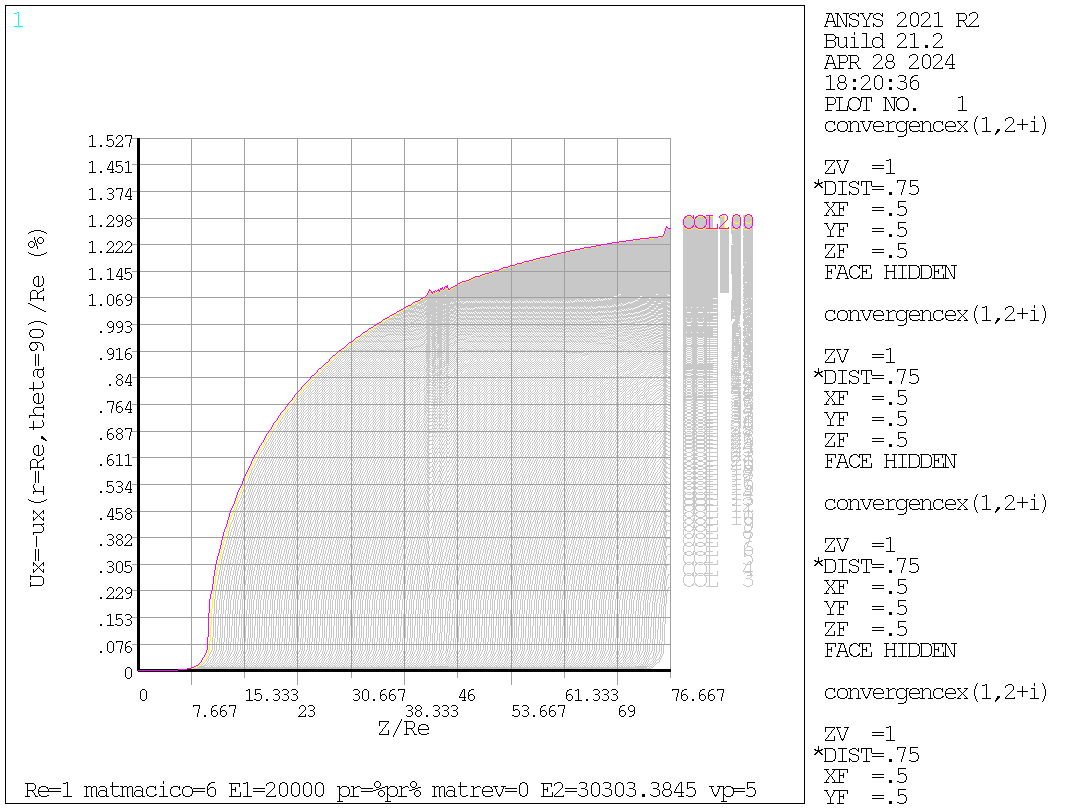 1
ANSYS 2021 R2
Build 21.2
APR 28 2024
18:20:36
PLOT NO.   1
convergencex(1,2+i)
ZV  =1
*DIST=.75
XF  =.5
YF  =.5
ZF  =.5
FACE HIDDEN
convergencex(1,2+i)
ZV  =1
*DIST=.75
XF  =.5
YF  =.5
ZF  =.5
FACE HIDDEN
convergencex(1,2+i)
ZV  =1
*DIST=.75
XF  =.5
YF  =.5
ZF  =.5
FACE HIDDEN
convergencex(1,2+i)
ZV  =1
*DIST=.75
XF  =.5
YF  =.5
Ux=-ux(r=Re,theta=90)/Re (%)
1.527
1.451
1.374
1.298
1.222
1.145
1.069
.993
.916
.84
.764
.687
.611
.534
.458
.382
.305
.229
.153
.076
0
COL200
0
7.667
15.333
23
30.667
38.333
46
53.667
61.333
69
76.667
Z/Re
Re=1 matmacico=6 E1=20000 pr=%pr% matrev=0 E2=30303.3845 vp=5